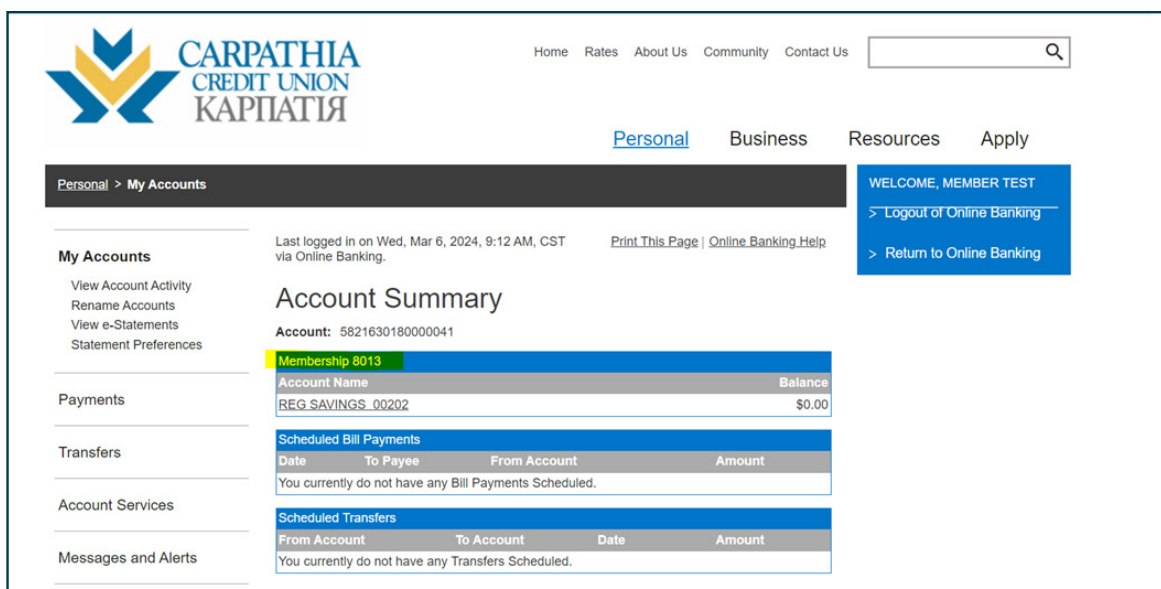 CARPATHIA
CREDIT UNION
КАРПАТІЯ
Home Rates About Us Community Contact Us
Personal Business Resources Apply
Personal > My Accounts
WELCOME, MEMBER TEST
> Logout of Online Banking
> Return to Online Banking
My Accounts
View Account Activity
Rename Accounts
View e-Statements
Statement Preferences
Payments
Transfers
Account Services
Messages and Alerts
Last logged in on Wed, Mar 6, 2024, 9:12 AM, CST
via Online Banking.
Print This Page | Online Banking Help
Account Summary
Account: 5821630180000041
Membership 8013
Account Name Balance
REG SAVINGS 00202 $0.00
Scheduled Bill Payments
Date To Payee From Account Amount
You currently do not have any Bill Payments Scheduled.
Scheduled Transfers
From Account To Account Date Amount
You currently do not have any Transfers Scheduled.